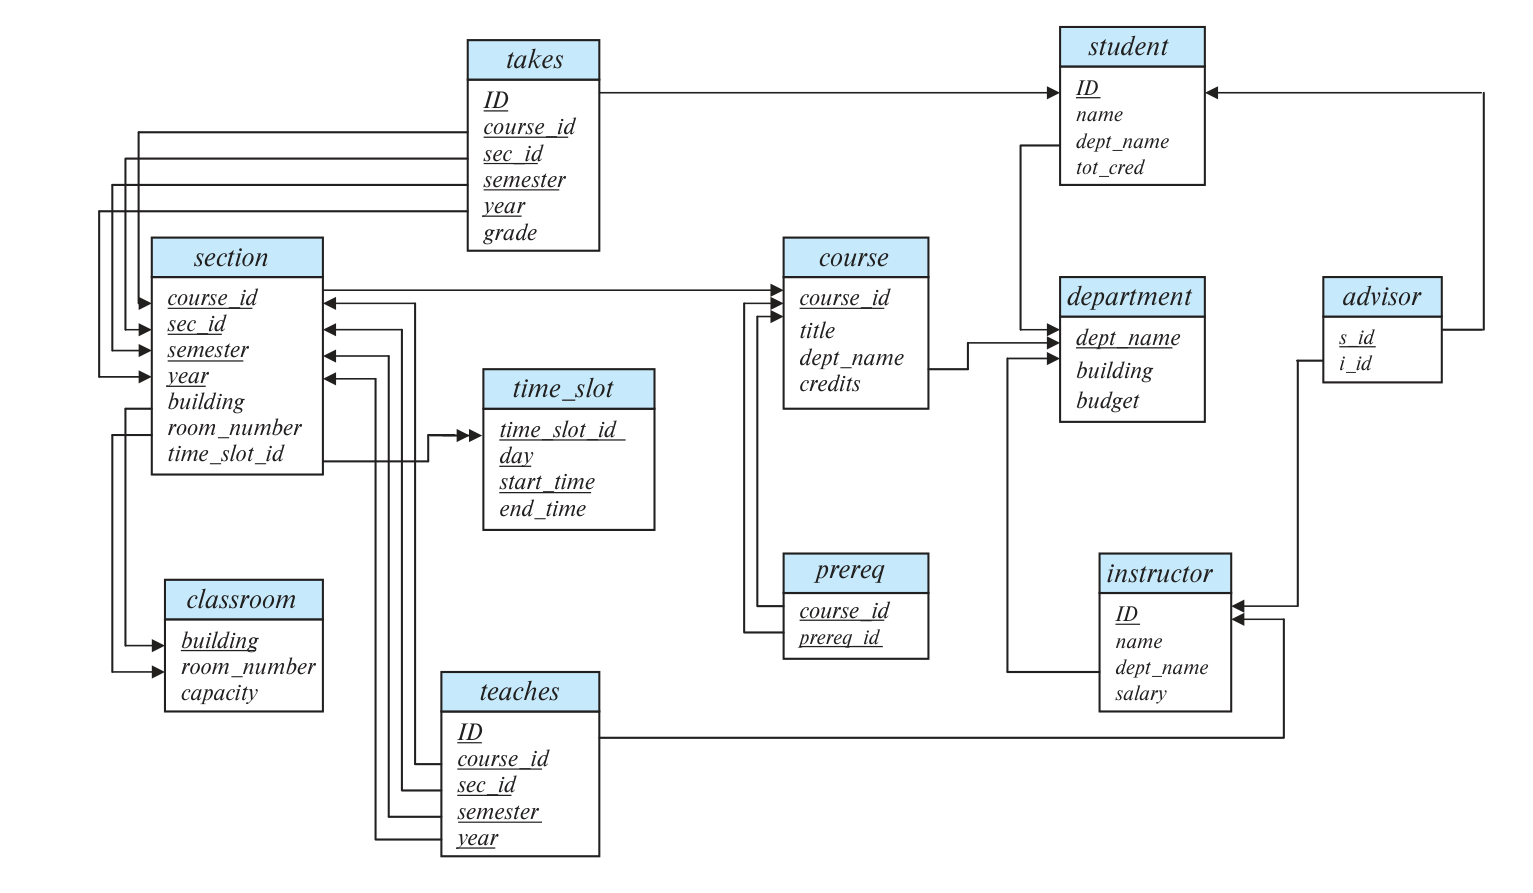 takes
ID
course_id
sec_id
semester
year
grade
student
ID
name
dept_name
tot_cred
section
course_id
sec_id
semester
year
building
room_number
time_slot_id
course
course_id
title
dept_name
credits
department
dept_name
building
budget
advisor
s_id
i_id
time_slot
time_slot_id
day
start_time
end_time
prereq
course_id
prereq_id
instructor
ID
name
dept_name
salary
classroom
building
room_number
capacity
teaches
ID
course_id
sec_id
semester
year